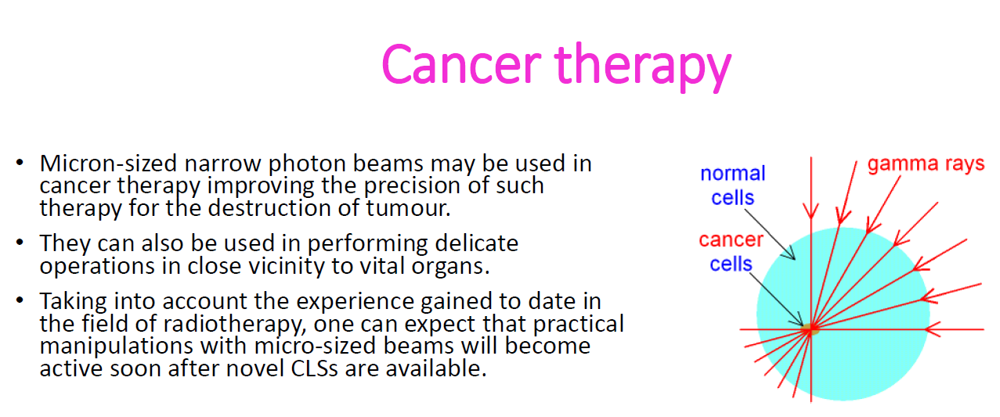 Cancer therapy
• Micron-sized narrow photon beams may be used in
cancer therapy improving the precision of such
therapy for the destruction of tumour.
• They can also be used in performing delicate
operations in close vicinity to vital organs.
• Taking into account the experience gained to date in
the field of radiotherapy, one can expect that practical
manipulations with micro-sized beams will become
active soon after novel CLSs are available.
normal
cells
cancer
cells
gamma rays